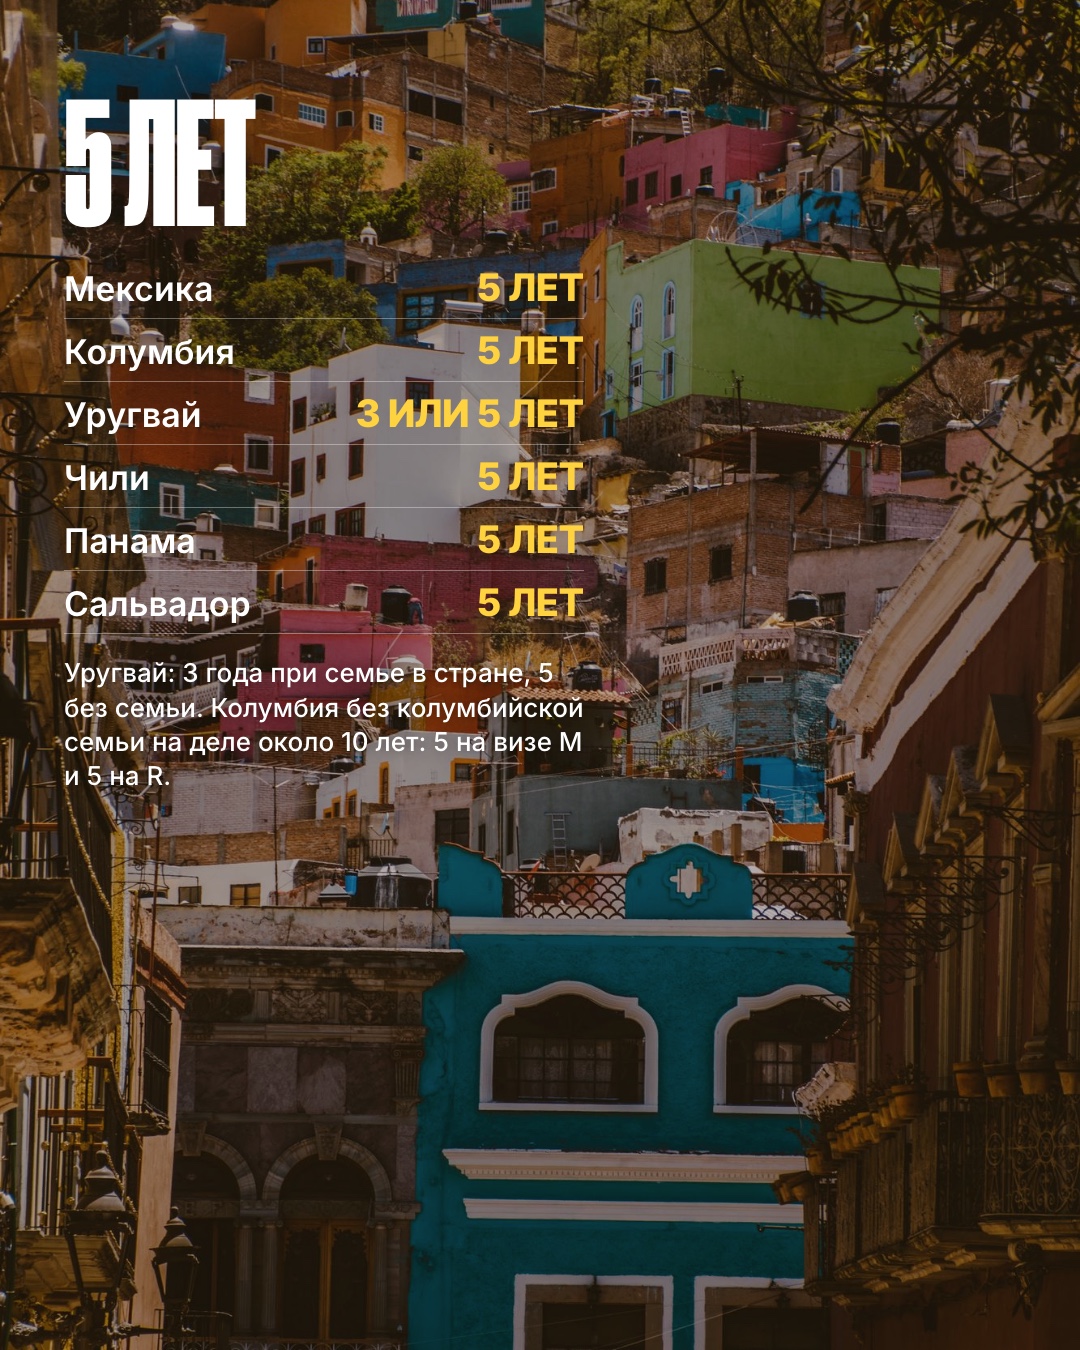 5 ЛЕТ
Мексика 5 ЛЕТ
Колумбия 5 ЛЕТ
Уругвай 3 ИЛИ 5 ЛЕТ
Чили 5 ЛЕТ
Панама 5 ЛЕТ
Сальвадор 5 ЛЕТ
Уругвай: 3 года при семье в стране, 5
без семьи. Колумбия без колумбийской
семьи на деле около 10 лет: 5 на визе M
и 5 на R.